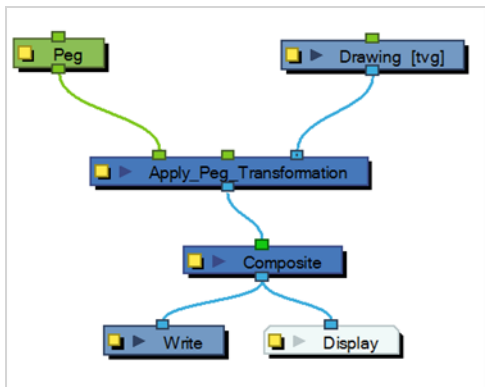 Peg
Drawing [tvg]
Apply_Peg_Transformation
Composite
Write
Display